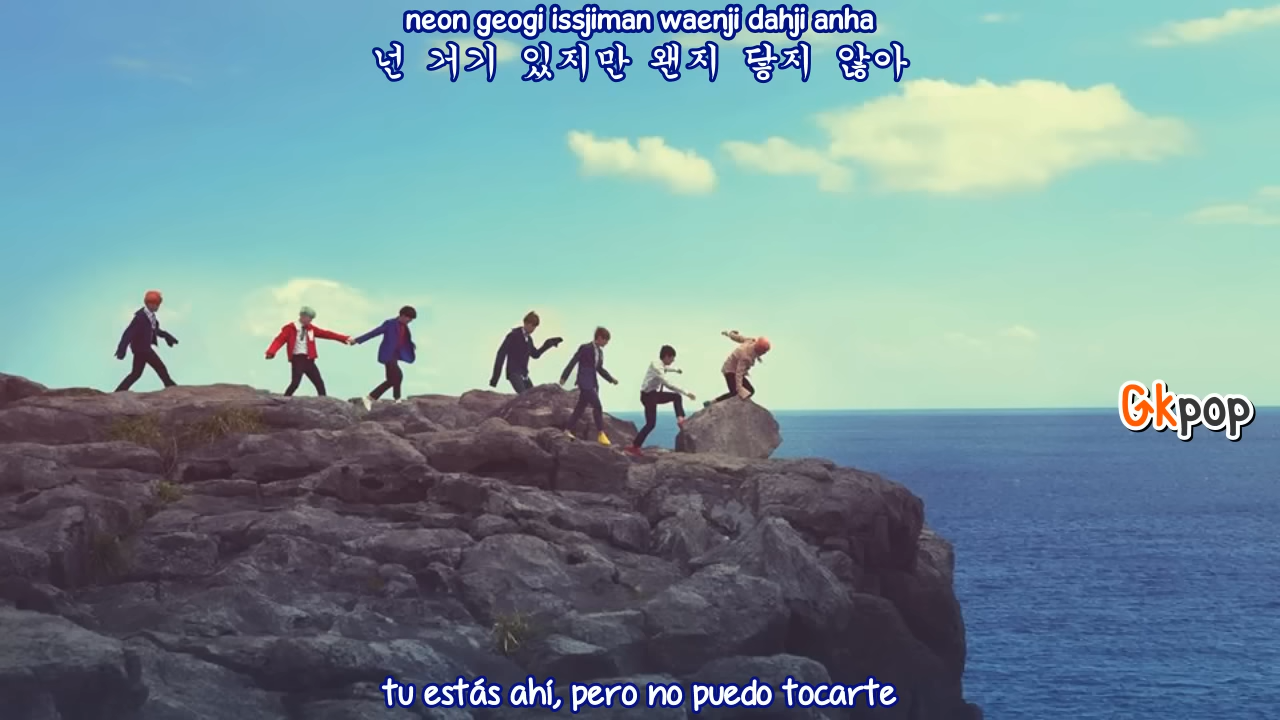 neon geogi issjiman waenji dahji anha
넌 거기 있지만 왠지 닿지 않아
Gkpop
tu estás ahí, pero no puedo tocarte